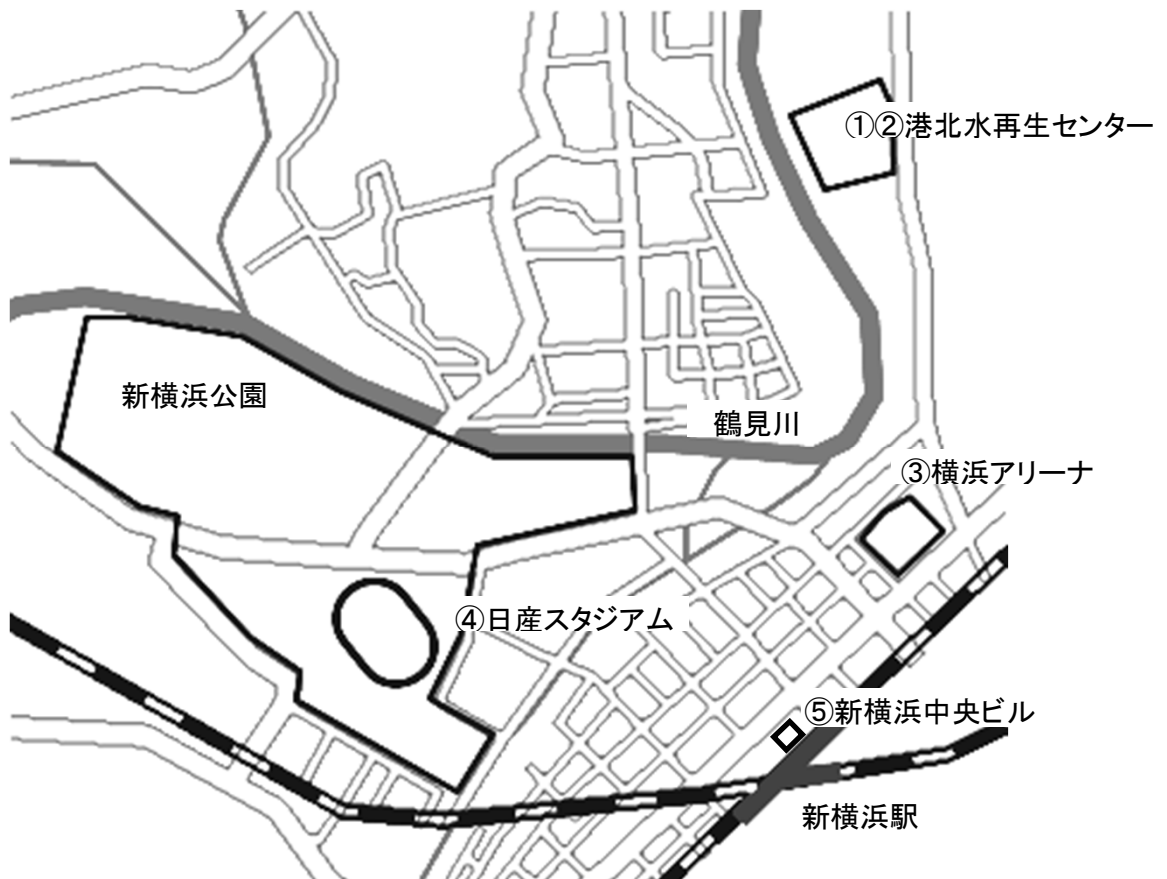 ①②港北水再生センター
新横浜公園
鶴見川
③横浜アリーナ
④日産スタジアム
⑤新横浜中央ビル
新横浜駅